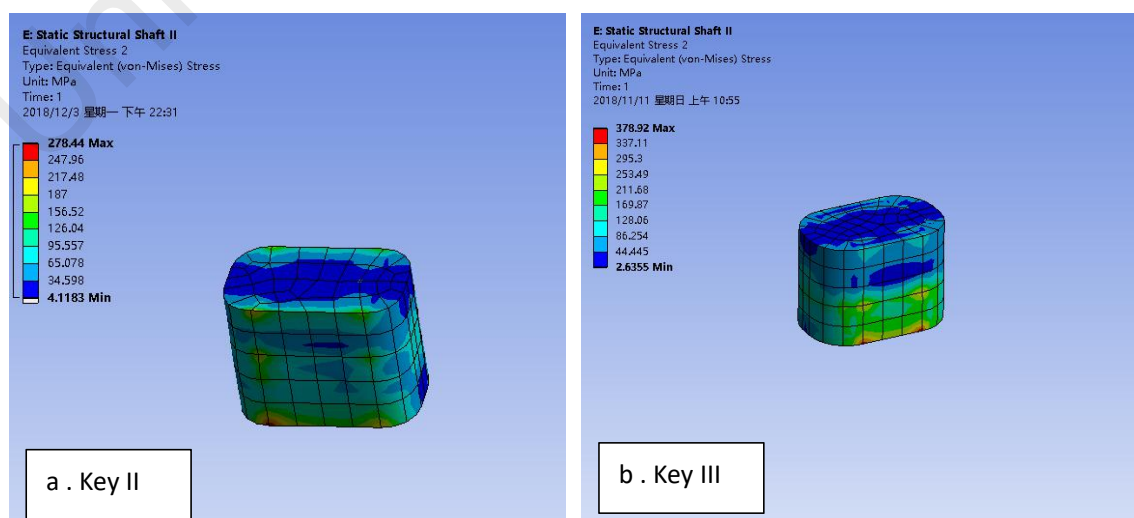 E: Static Structural Shaft II
Equivalent Stress 2
Type: Equivalent (von-Mises) Stress
Unit: MPa
Time: 1
2018/12/3 星期一 下午 22:31
278.44 Max
247.96
217.48
187
156.52
126.04
95.557
65.078
34.598
4.1183 Min
a . Key II
E: Static Structural Shaft II
Equivalent Stress 2
Type: Equivalent (von-Mises) Stress
Unit: MPa
Time: 1
2018/11/11 星期日 上午 10:55
378.92 Max
337.11
295.3
253.49
211.68
169.87
128.06
86.254
44.445
2.6355 Min
b . Key III